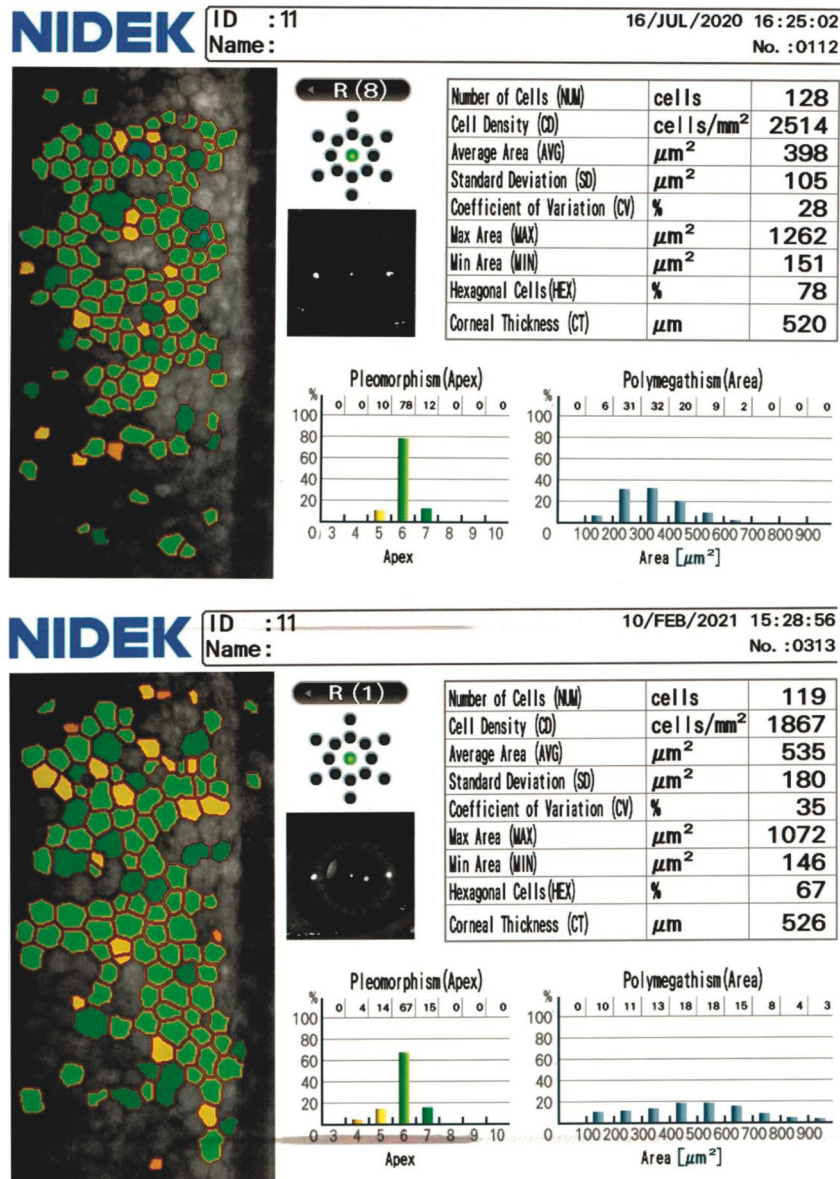 NIDEK
ID :11
Name:
16/JUL/2020 16:25:02
No. :0112
R (8)
Number of Cells (NUM) cells 128
Cell Density (CD) cells/mm² 2514
Average Area (AVG) μm² 398
Standard Deviation (SD) μm² 105
Coefficient of Variation (CV) % 28
Max Area (MAX) μm² 1262
Min Area (MIN) μm² 151
Hexagonal Cells(HEX) % 78
Corneal Thickness (CT) μm 520
Pleomorphism(Apex)
%
0 0 10 78 12 0 0 0
100
80
60
40
20
0/ 3 4 5 6 7 8 9 10
Apex
Polymegathism(Area)
%
0 6 31 32 20 9 2 0 0 0
100
80
60
40
20
0 100 200 300 400 500 600 700 800 900
Area [μm²]
NIDEK
ID :11
Name:
10/FEB/2021 15:28:56
No. :0313
R (1)
Number of Cells (NUM) cells 119
Cell Density (CD) cells/mm² 1867
Average Area (AVG) μm² 535
Standard Deviation (SD) μm² 180
Coefficient of Variation (CV) % 35
Max Area (MAX) μm² 1072
Min Area (MIN) μm² 146
Hexagonal Cells(HEX) % 67
Corneal Thickness (CT) μm 526
Pleomorphism(Apex)
%
0 4 14 67 15 0 0 0
100
80
60
40
20
0 3 4 5 6 7 8 9 10
Apex
Polymegathism(Area)
%
0 10 11 13 18 18 15 8 4 3
100
80
60
40
20
0 100 200 300 400 500 600 700 800 900
Area [μm²]